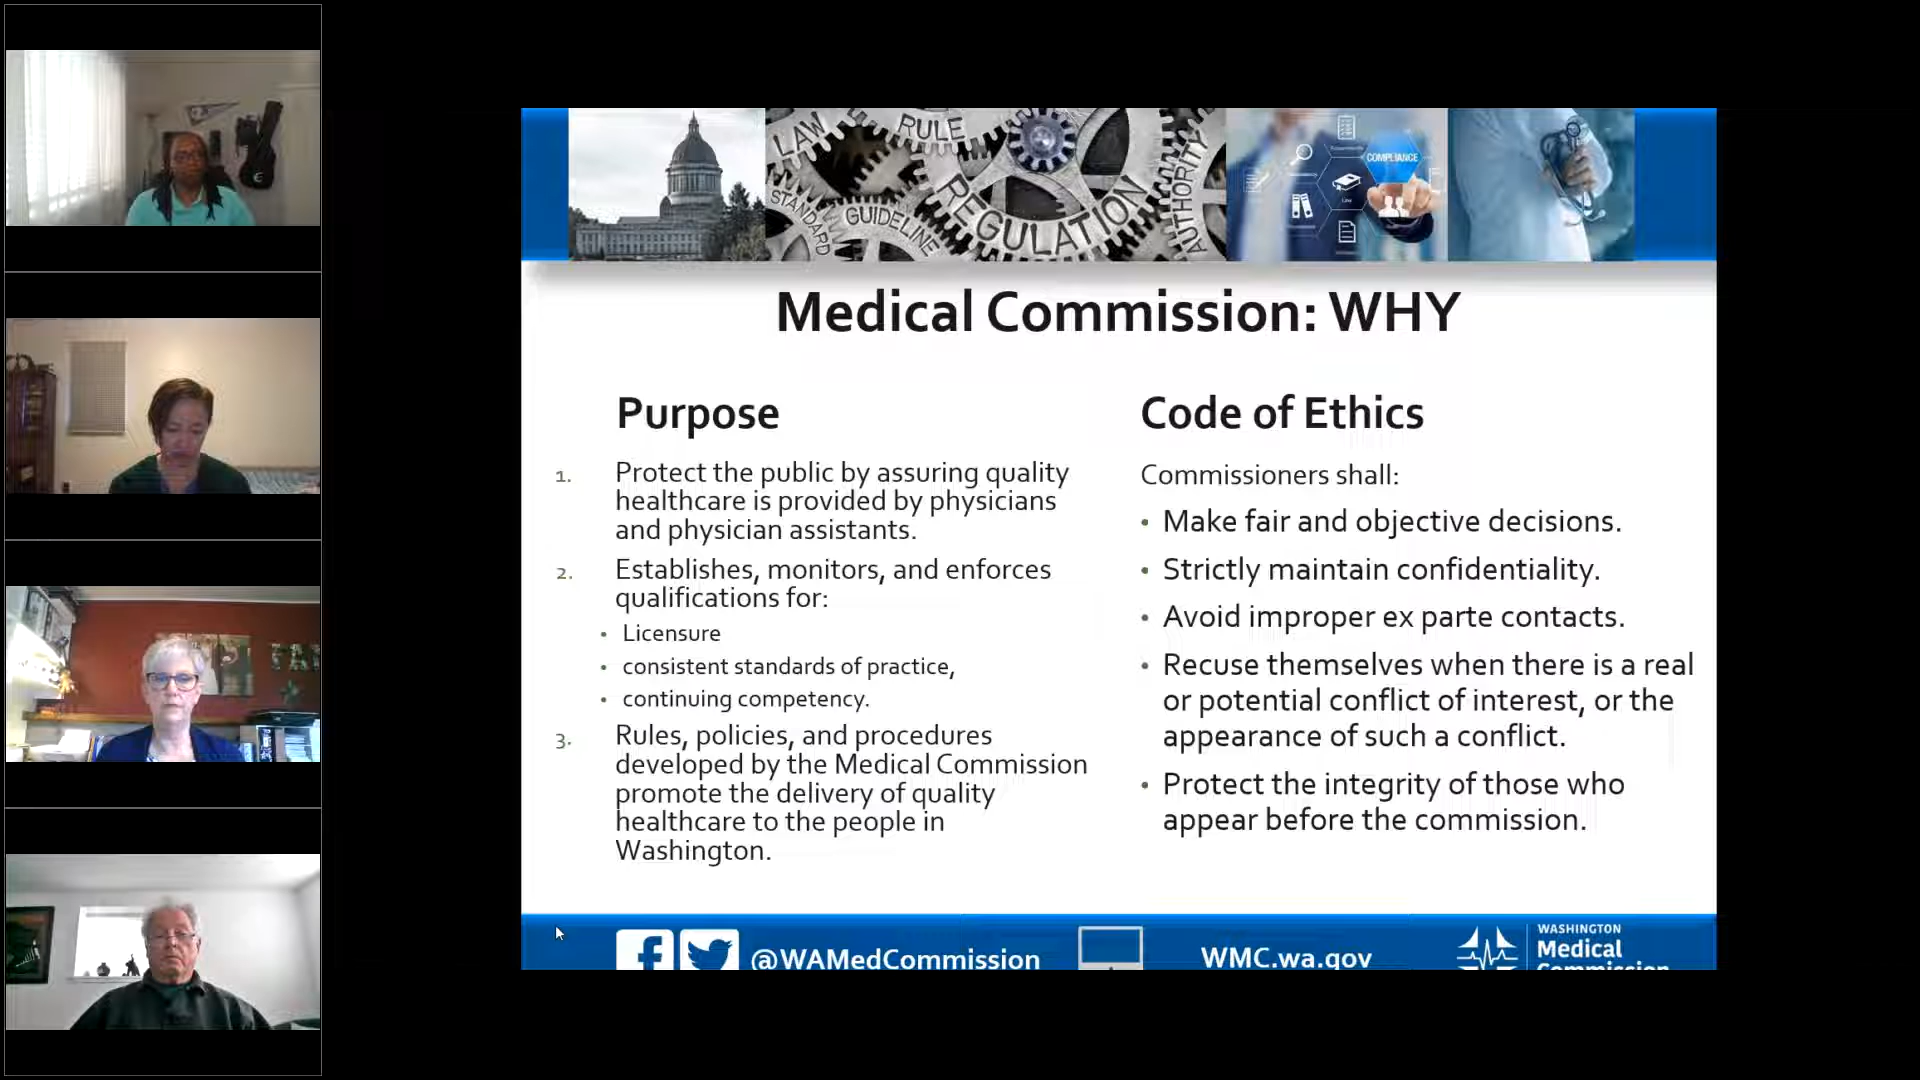 LAW
RULE
STANDARD
GUIDELINE
REGULATION
AUTHORITY
COMPLIANCE
Law
Medical Commission: WHY
Purpose
1. Protect the public by assuring quality
healthcare is provided by physicians
and physician assistants.
2. Establishes, monitors, and enforces
qualifications for:
• Licensure
• consistent standards of practice,
• continuing competency.
3. Rules, policies, and procedures
developed by the Medical Commission
promote the delivery of quality
healthcare to the people in
Washington.
Code of Ethics
Commissioners shall:
• Make fair and objective decisions.
• Strictly maintain confidentiality.
• Avoid improper ex parte contacts.
• Recuse themselves when there is a real
or potential conflict of interest, or the
appearance of such a conflict.
• Protect the integrity of those who
appear before the commission.
@WAMedCommission
WMC.wa.gov
WASHINGTON
Medical
Commission